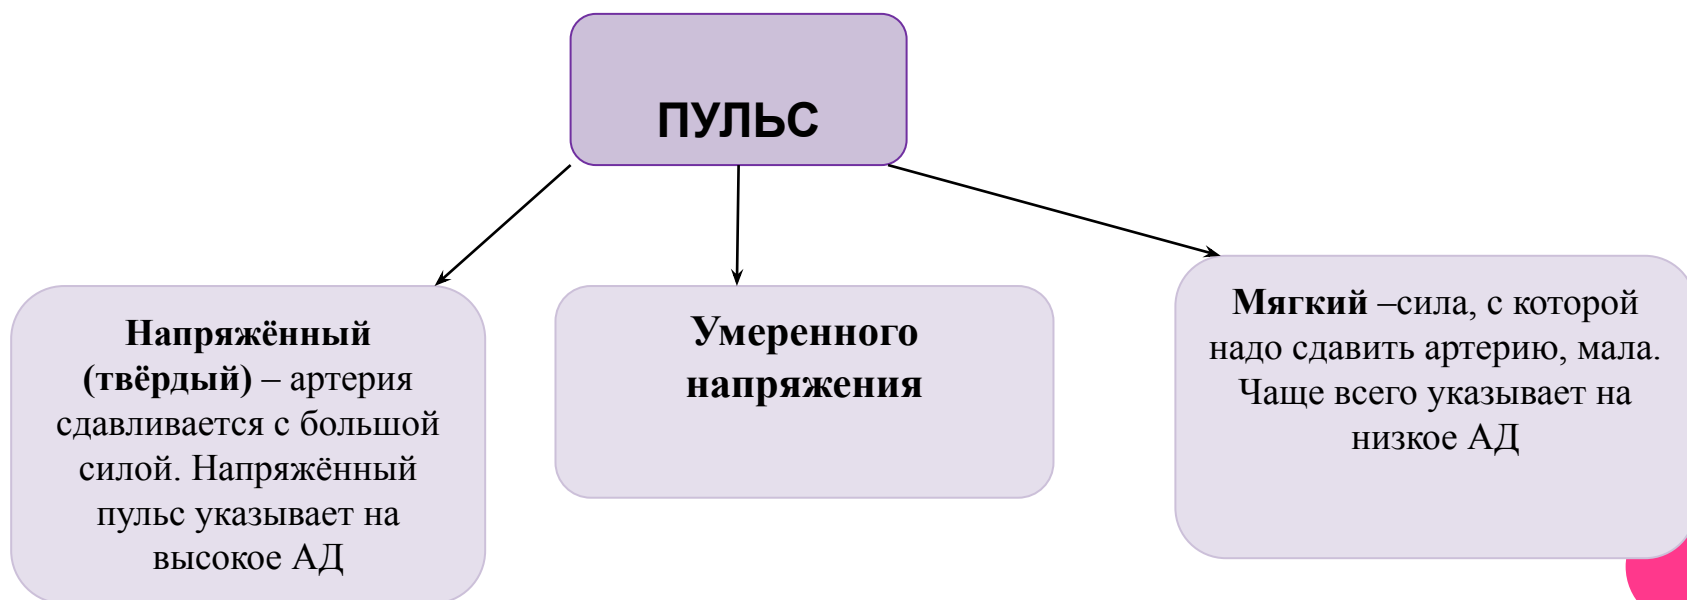 ПУЛЬС
Напряжённый
(твёрдый) – артерия
сдавливается с большой
силой. Напряжённый
пульс указывает на
высокое АД
Умеренного
напряжения
Мягкий –сила, с которой
надо сдавить артерию, мала.
Чаще всего указывает на
низкое АД